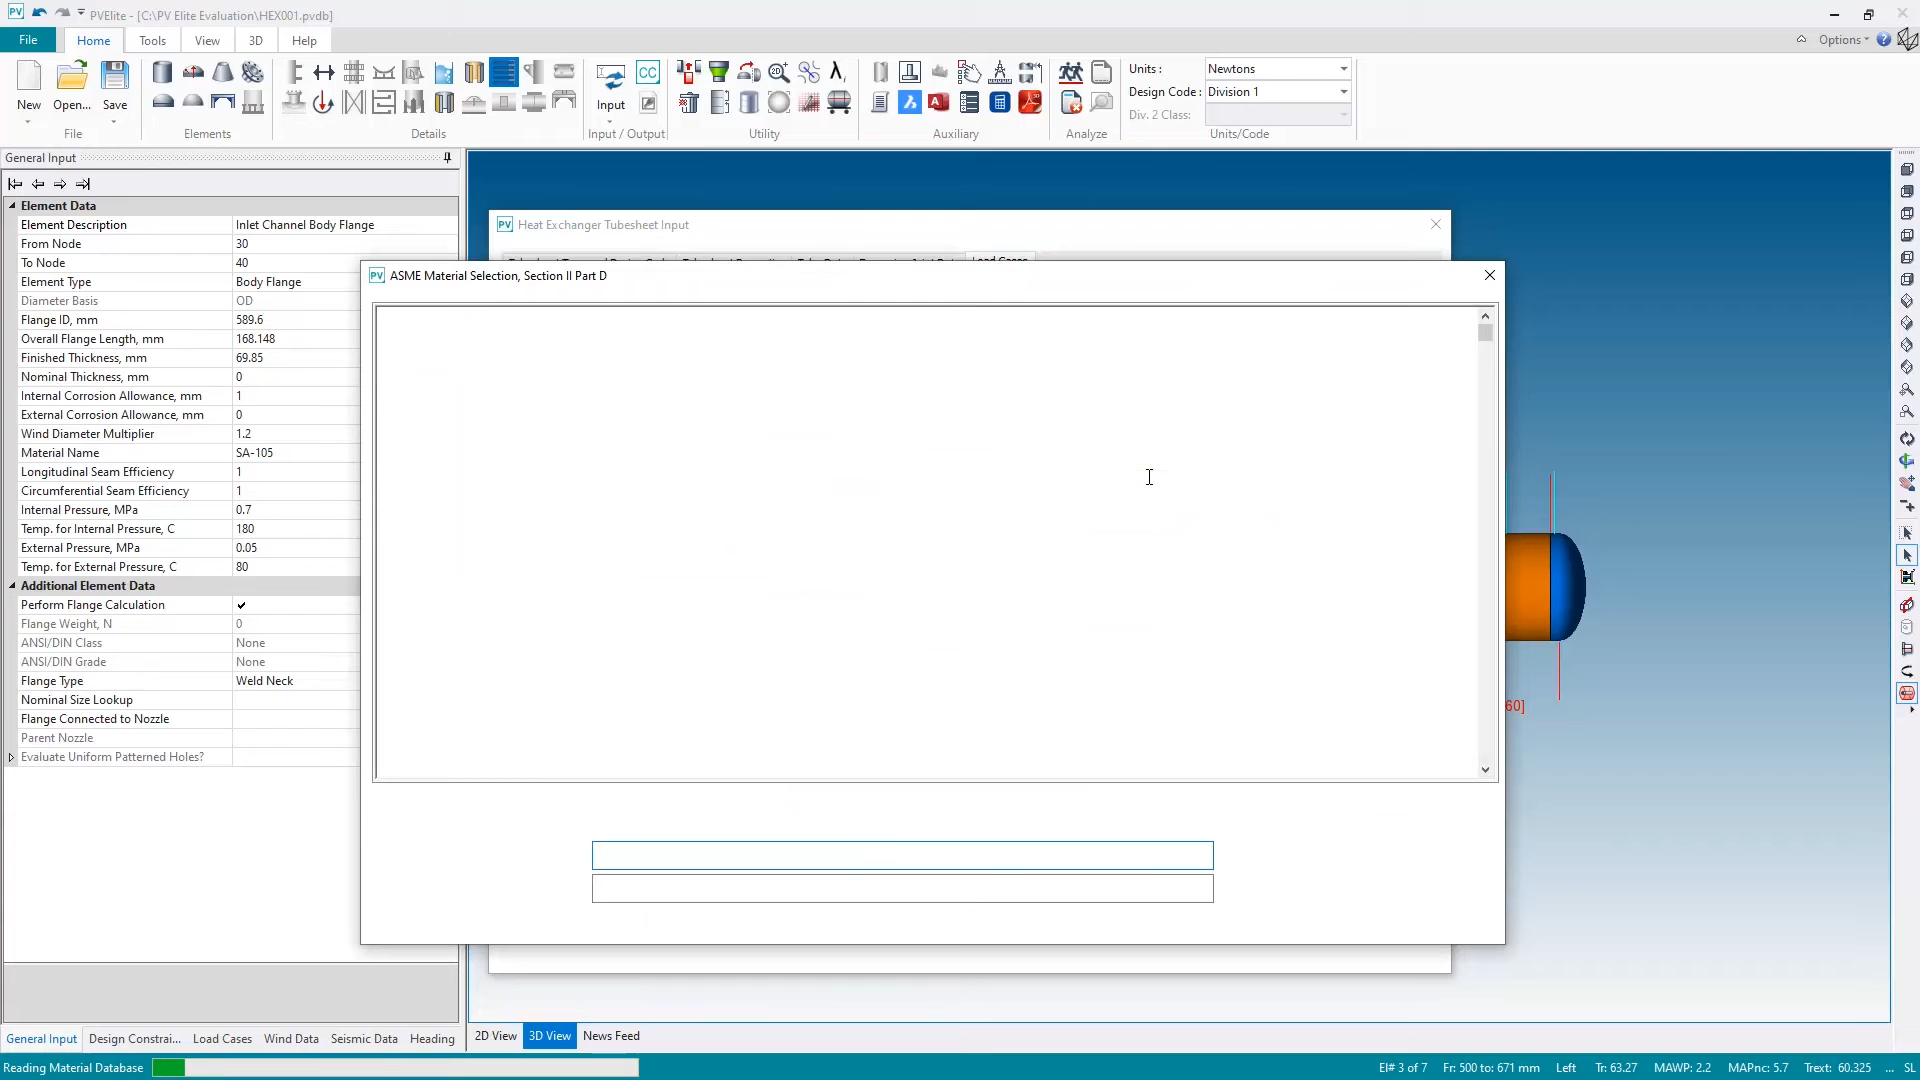 PV PVElite - [C:\PV Elite Evaluation\HEX001.pvdb]
File Home Tools View 3D Help Options
New Open... Save
File
Elements
Details
Input CC
Input / Output
Utility
Auxiliary
Analyze
Units : Newtons
Design Code : Division 1
Div. 2 Class:
Units/Code
General Input
Element Data
Element Description Inlet Channel Body Flange
From Node 30
To Node 40
Element Type Body Flange
Diameter Basis OD
Flange ID, mm 589.6
Overall Flange Length, mm 168.148
Finished Thickness, mm 69.85
Nominal Thickness, mm 0
Internal Corrosion Allowance, mm 1
External Corrosion Allowance, mm 0
Wind Diameter Multiplier 1.2
Material Name SA-105
Longitudinal Seam Efficiency 1
Circumferential Seam Efficiency 1
Internal Pressure, MPa 0.7
Temp. for Internal Pressure, C 180
External Pressure, MPa 0.05
Temp. for External Pressure, C 80
Additional Element Data
Perform Flange Calculation
Flange Weight, N 0
ANSI/DIN Class None
ANSI/DIN Grade None
Flange Type Weld Neck
Nominal Size Lookup
Flange Connected to Nozzle
Parent Nozzle
Evaluate Uniform Patterned Holes?
General Input Design Constrai... Load Cases Wind Data Seismic Data Heading
PV Heat Exchanger Tubesheet Input
Load Cases
PV ASME Material Selection, Section II Part D
60]
2D View 3D View News Feed
Reading Material Database
El# 3 of 7 Fr: 500 to: 671 mm Left Tr: 63.27 MAWP: 2.2 MAPnc: 5.7 Trext: 60.325 ... SL